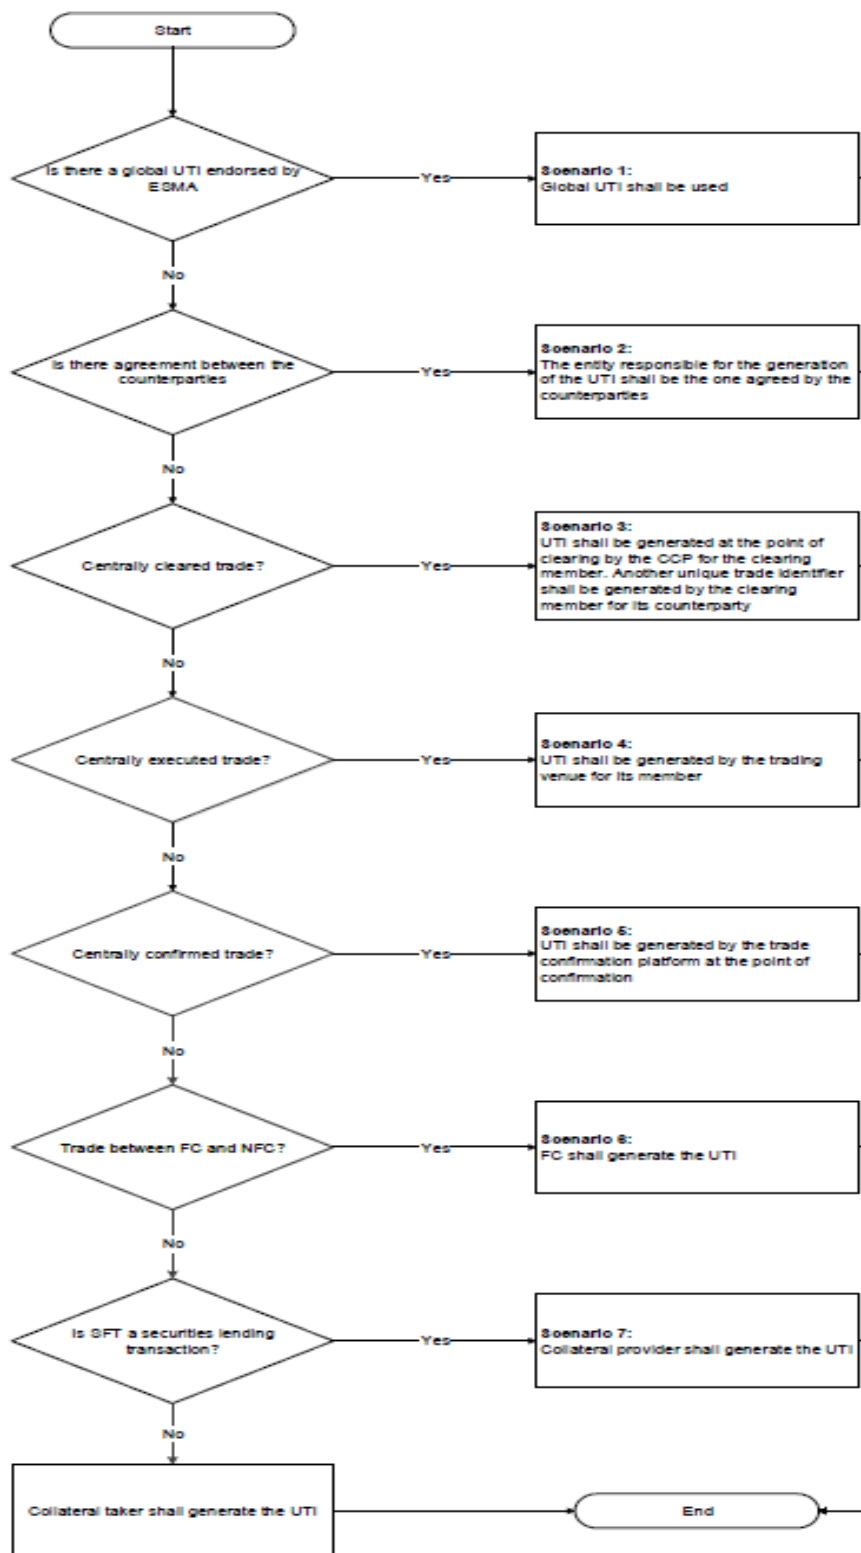 Start
Is there a global UTI endorsed by
ESMA
Yes
Scenario 1:
Global UTI shall be used
No
Is there agreement between the
counterparties
Yes
Scenario 2:
The entity responsible for the generation
of the UTI shall be the one agreed by the
counterparties
No
Centrally cleared trade?
Yes
Scenario 3:
UTI shall be generated at the point of
clearing by the CCP for the clearing
member. Another unique trade identifier
shall be generated by the clearing
member for its counterparty
No
Centrally executed trade?
Yes
Scenario 4:
UTI shall be generated by the trading
venue for its member
No
Centrally confirmed trade?
Yes
Scenario 5:
UTI shall be generated by the trade
confirmation platform at the point of
confirmation
No
Trade between FC and NFC?
Yes
Scenario 6:
FC shall generate the UTI
No
Is SFT a securities lending
transaction?
Yes
Scenario 7:
Collateral provider shall generate the UTI
No
Collateral taker shall generate the UTI
End